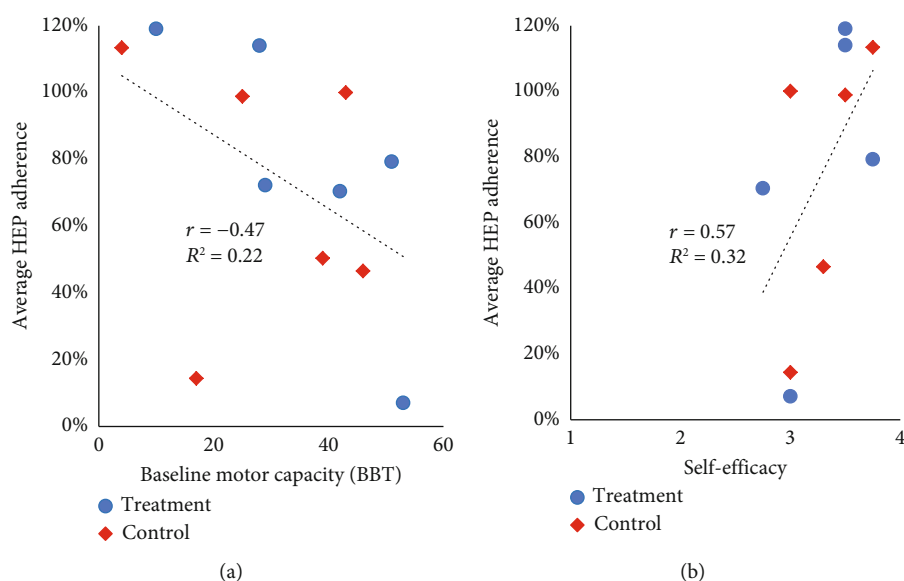 120%
100%
80%
60%
40%
20%
0%
Average HEP adherence
r = −0.47
R² = 0.22
0
20
40
60
Baseline motor capacity (BBT)
Treatment
Control
(a)
120%
100%
80%
60%
40%
20%
0%
Average HEP adherence
r = 0.57
R² = 0.32
1
2
3
4
Self-efficacy
Treatment
Control
(b)